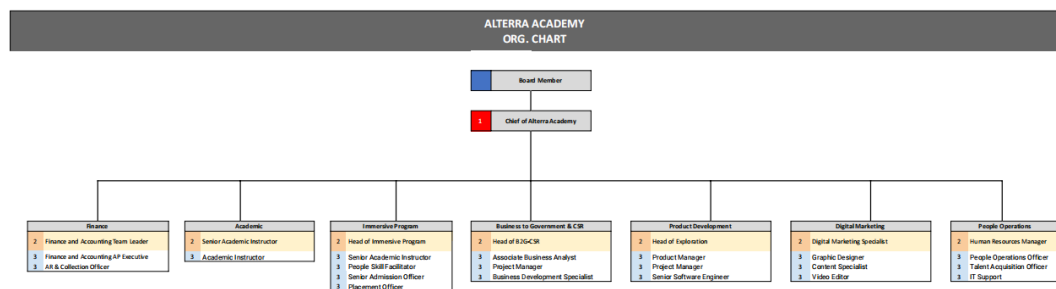 ALTERRA ACADEMY
ORG. CHART
Board Member
1 Chief of Alterra Academy
Finance
2 Finance and Accounting Team Leader
3 Finance and Accounting AP Executive
3 AR & Collection Officer
Academic
2 Senior Academic Instructor
3 Academic Instructor
Immersive Program
2 Head of Immersive Program
3 Senior Academic Instructor
3 People Skill Facilitator
3 Senior Admission Officer
3 Placement Officer
Business to Government & CSR
2 Head of B2G-CSR
3 Associate Business Analyst
3 Project Manager
3 Business Development Specialist
Product Development
2 Head of Exploration
3 Product Manager
3 Project Manager
3 Senior Software Engineer
Digital Marketing
2 Digital Marketing Specialist
3 Graphic Designer
3 Content Specialist
3 Video Editor
People Operations
2 Human Resources Manager
3 People Operations Officer
3 Talent Acquisition Officer
3 IT Support